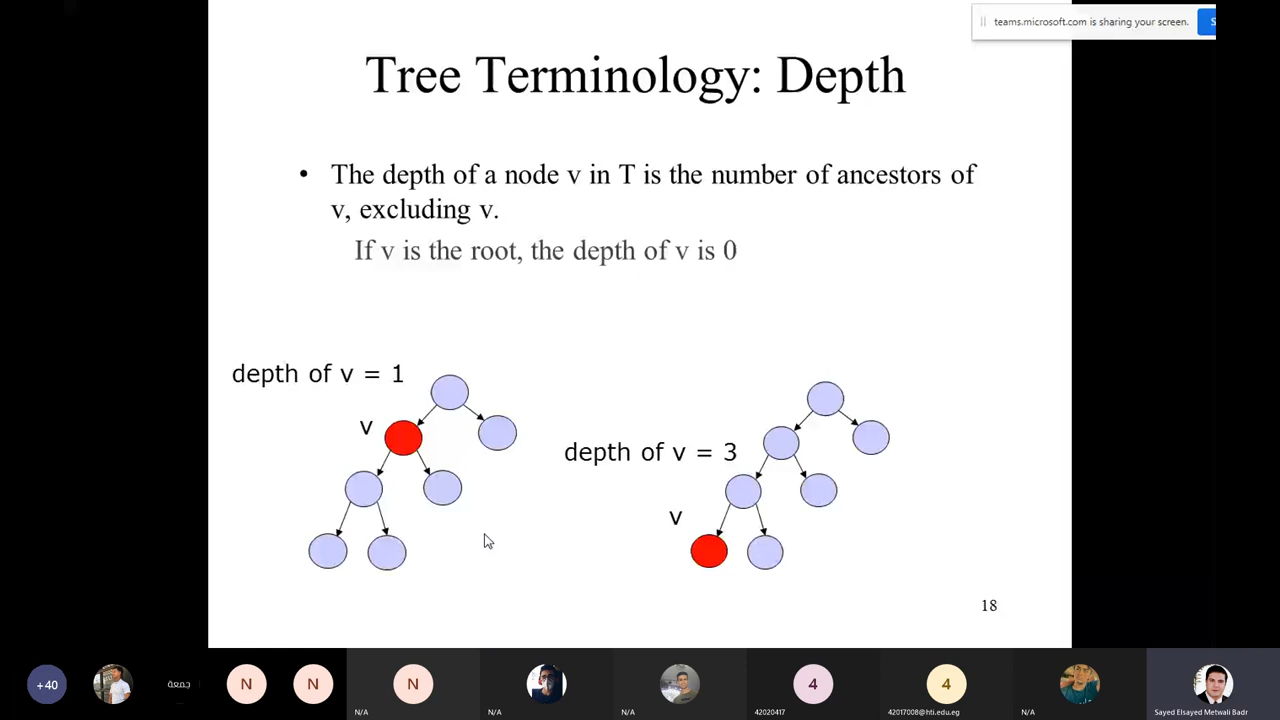 teams.microsoft.com is sharing your screen.
S
Tree Terminology: Depth
• The depth of a node v in T is the number of ancestors of
v, excluding v.
If v is the root, the depth of v is 0
depth of v = 1
v
depth of v = 3
v
18
+40
جمعة
N
N
N
4
4
N/A
N/A
N/A
42020417
42017008@hti.edu.eg
N/A
Sayed Elsayed Metwali Badr